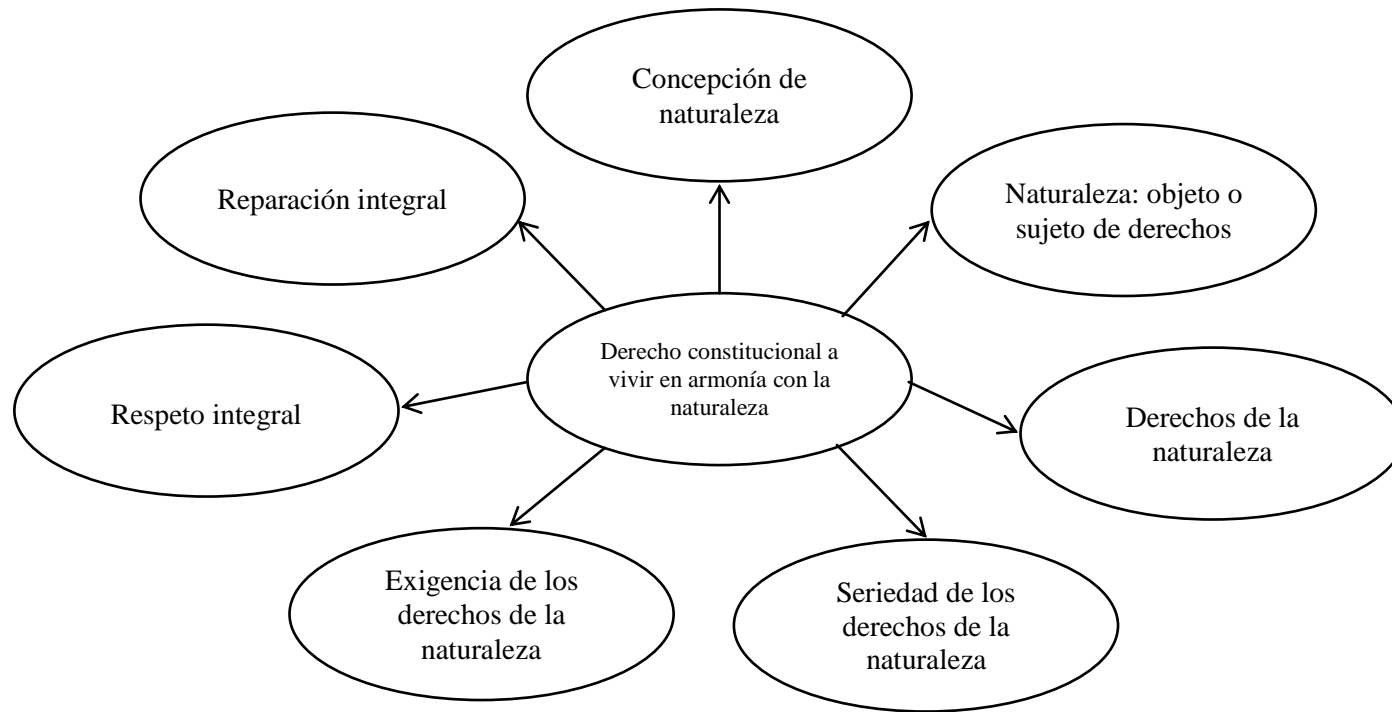 Concepción de
naturaleza
Reparación integral
Naturaleza: objeto o
sujeto de derechos
Derecho constitucional a
vivir en armonía con la
naturaleza
Respeto integral
Derechos de la
naturaleza
Exigencia de los
derechos de la
naturaleza
Seriedad de los
derechos de la
naturaleza